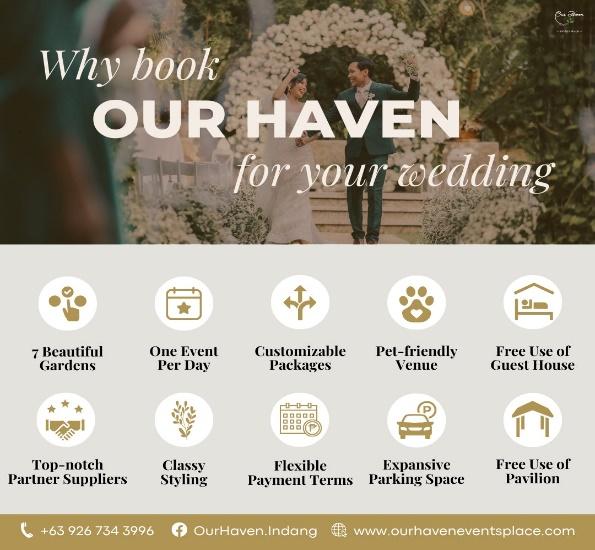 Our Haven
Why book
OUR HAVEN
for your wedding
7 Beautiful
Gardens
One Event
Per Day
Customizable
Packages
Pet-friendly
Venue
Free Use of
Guest House
Top-notch
Partner Suppliers
Classy
Styling
Flexible
Payment Terms
P
Expansive
Parking Space
Free Use of
Pavilion
+63 926 734 3996
OurHaven.Indang
www.ourhaveneventsplace.com